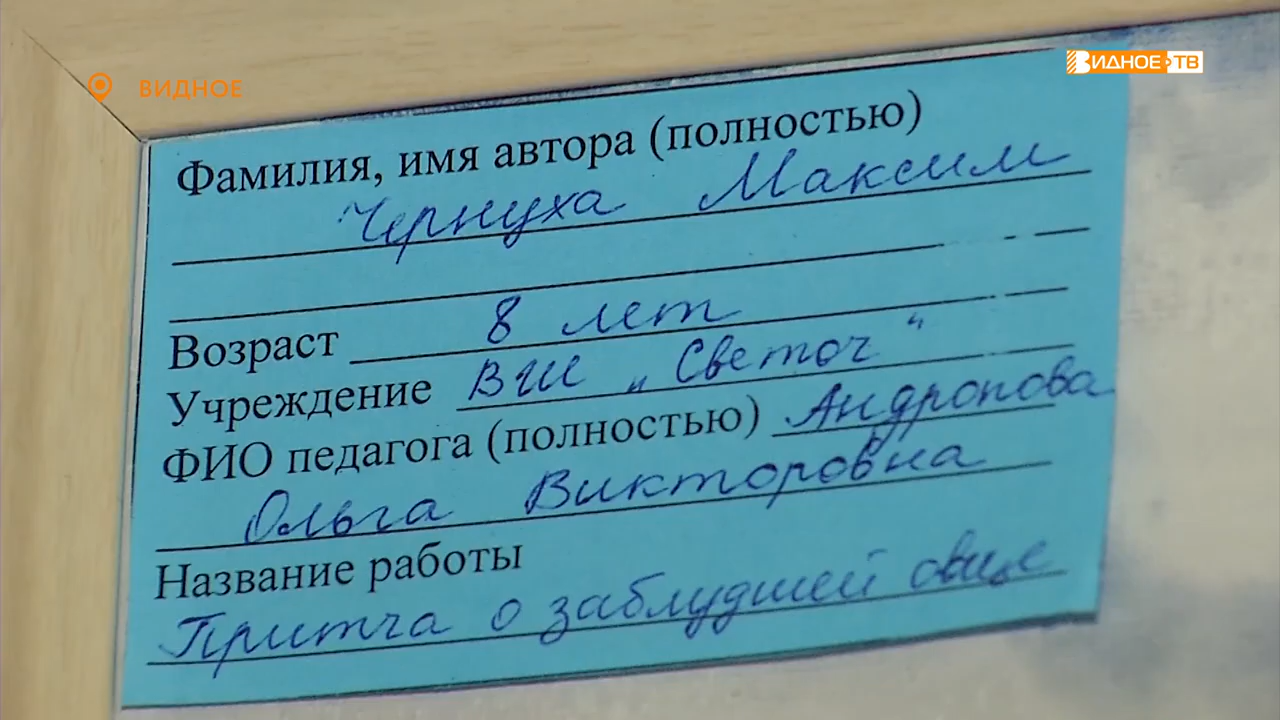 ВИДНОЕ
ВИДНОЕ ТВ
Фамилия, имя автора (полностью)
Чернуха Максим
Возраст 8 лет
Учреждение ВШ „Светоч“
ФИО педагога (полностью) Андропова
Ольга Викторовна
Название работы
Притча о заблудшей овце